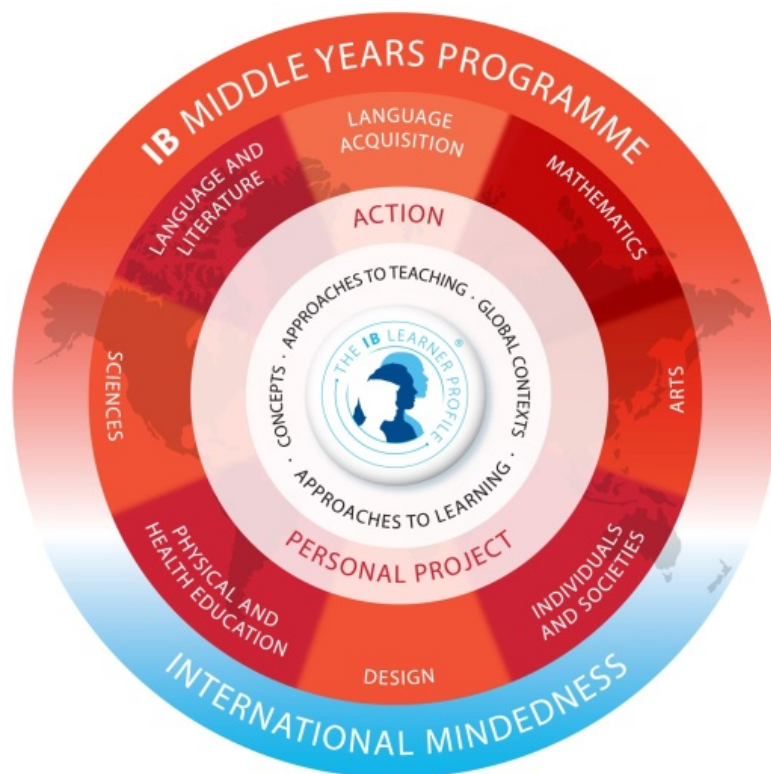 IB MIDDLE YEARS PROGRAMME
LANGUAGE
ACQUISITION
LANGUAGE AND
LITERATURE
MATHEMATICS
SCIENCES
ARTS
PHYSICAL AND
HEALTH EDUCATION
INDIVIDUALS
AND SOCIETIES
DESIGN
ACTION
PERSONAL PROJECT
· APPROACHES TO TEACHING · GLOBAL CONTEXTS
· CONCEPTS
· APPROACHES TO LEARNING ·
· THE IB LEARNER PROFILE · ®
INTERNATIONAL MINDEDNESS